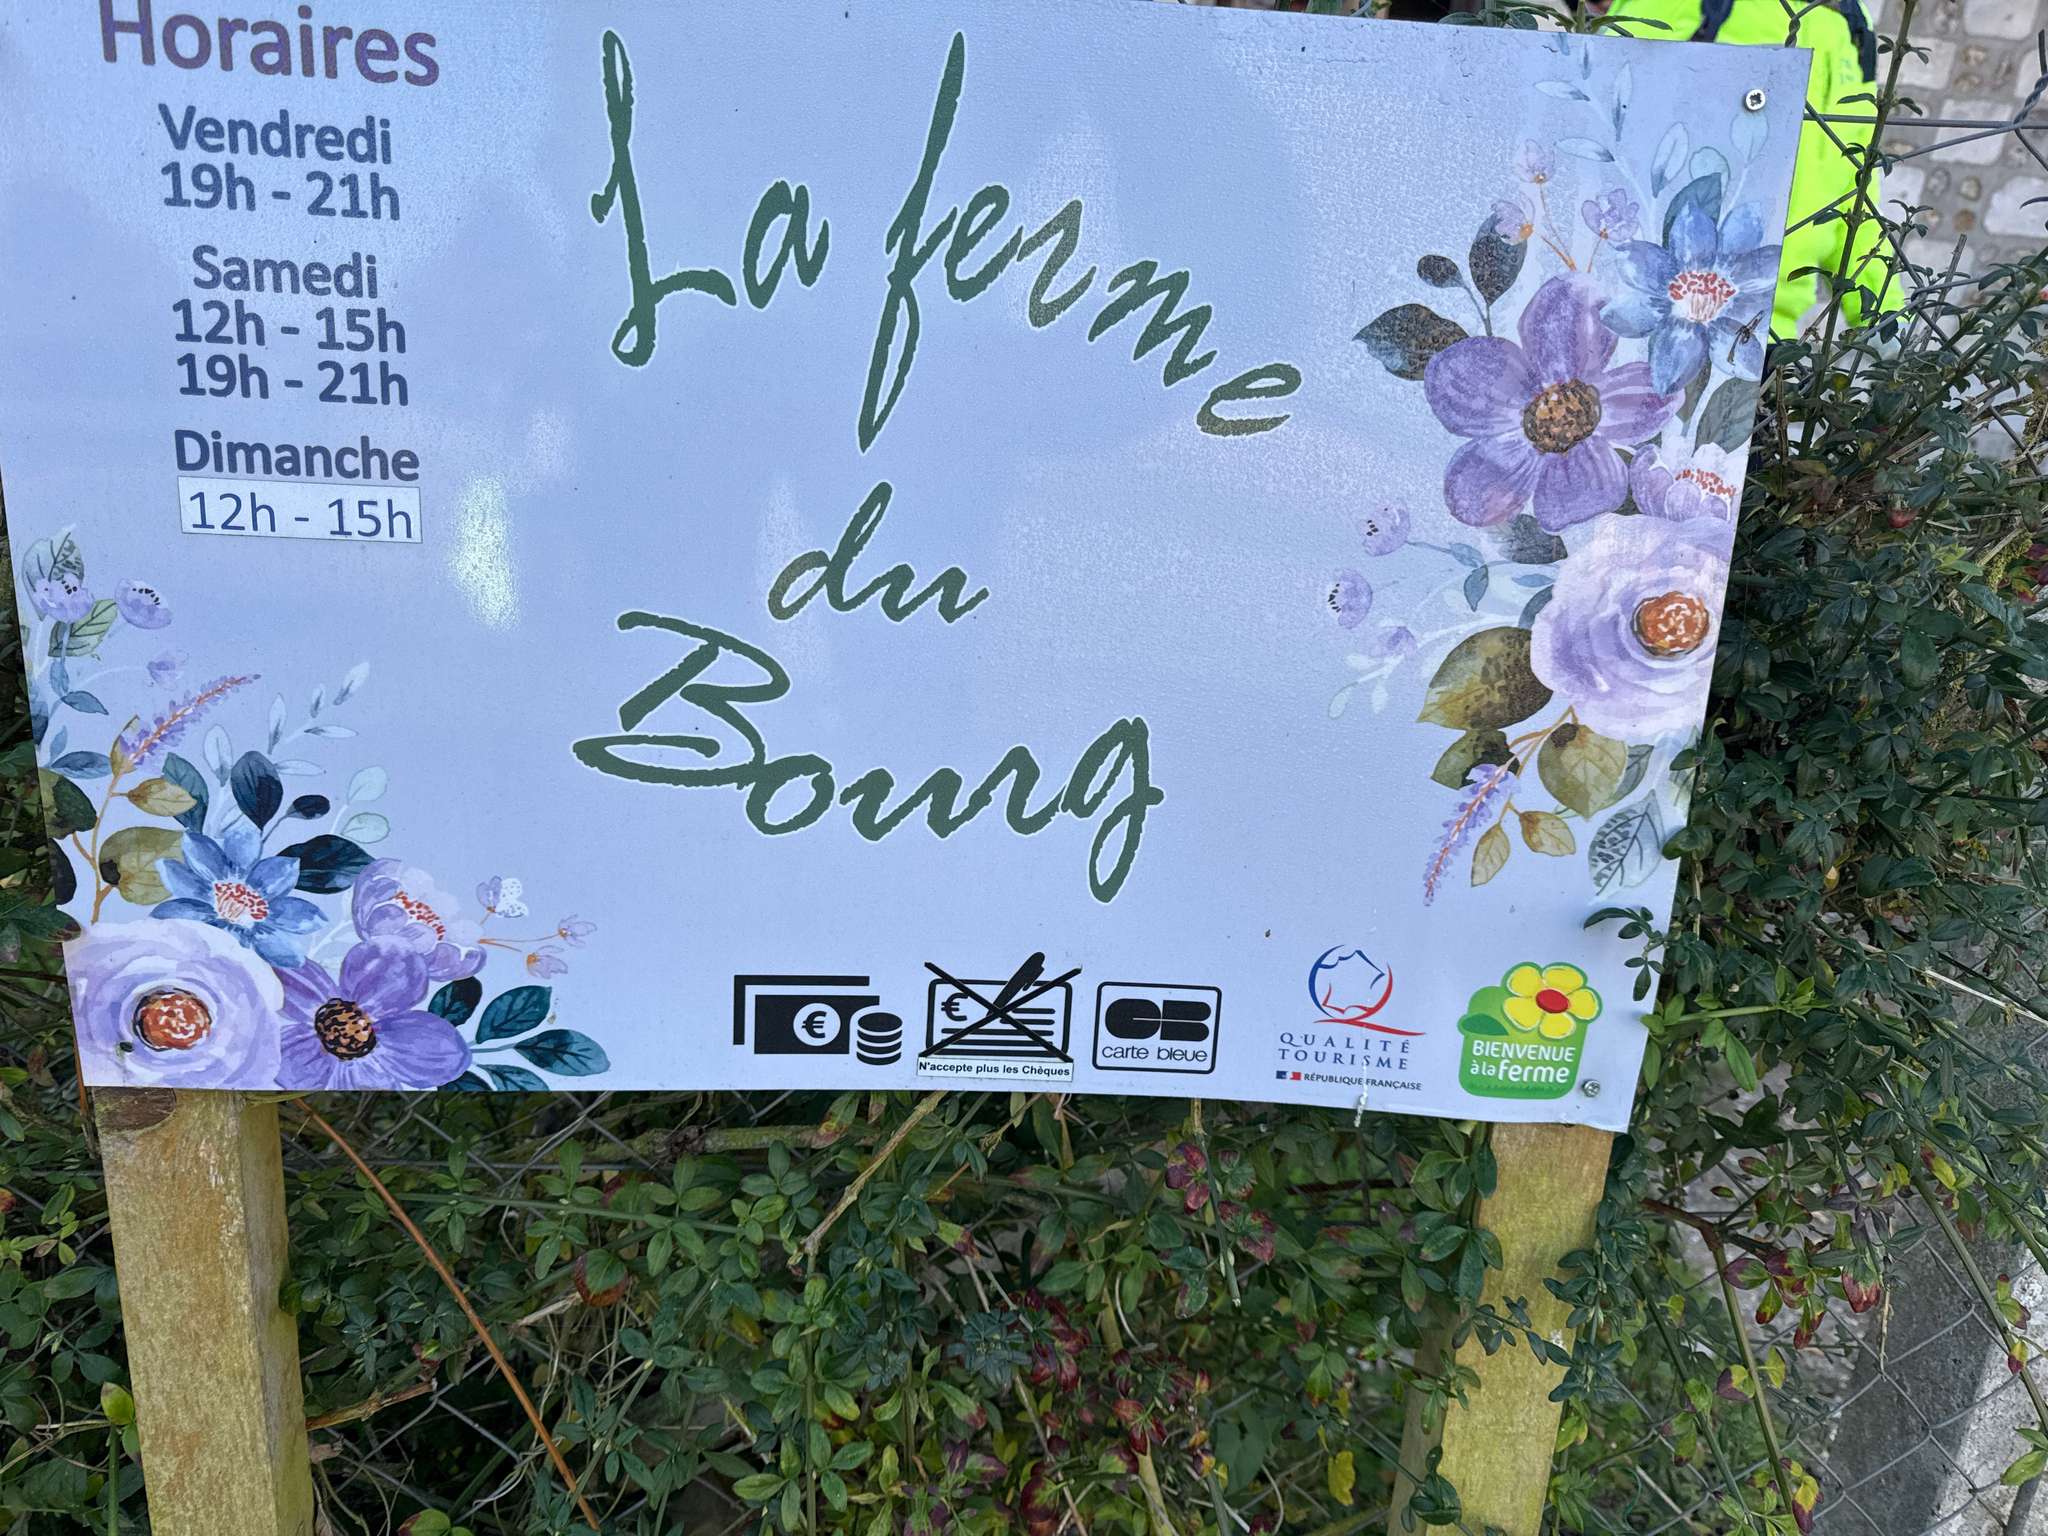 Horaires
Vendredi
19h - 21h
Samedi
12h - 15h
19h - 21h
Dimanche
12h - 15h
La ferme
du
Bourg
€
€
N'accepte plus les Chèques
CB
carte bleue
QUALITÉ
TOURISME
RÉPUBLIQUE FRANÇAISE
BIENVENUE
à la ferme